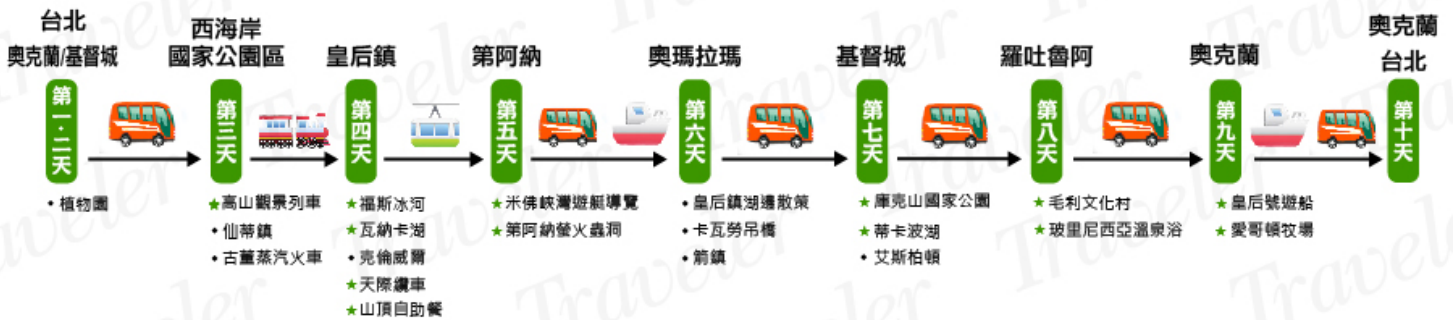 台北
奧克蘭/基督城
第一・二天
• 植物園
西海岸
國家公園區
第三天
★高山觀景列車
• 仙蒂鎮
• 古董蒸汽火車
皇后鎮
第四天
★福斯冰河
★瓦納卡湖
• 克倫威爾
★天際纜車
★山頂自助餐
第阿納
第五天
★米佛峽灣遊艇導覽
★第阿納螢火蟲洞
奧瑪拉瑪
第六天
• 皇后鎮湖邊散策
• 卡瓦勞吊橋
• 箭鎮
基督城
第七天
★庫克山國家公園
★蒂卡波湖
• 艾斯柏頓
羅吐魯阿
第八天
★毛利文化村
★玻里尼西亞溫泉浴
奧克蘭
第九天
★皇后號遊船
★愛哥頓牧場
奧克蘭
台北
第十天
Traveler
Traveler
Traveler
Traveler
Traveler
Traveler